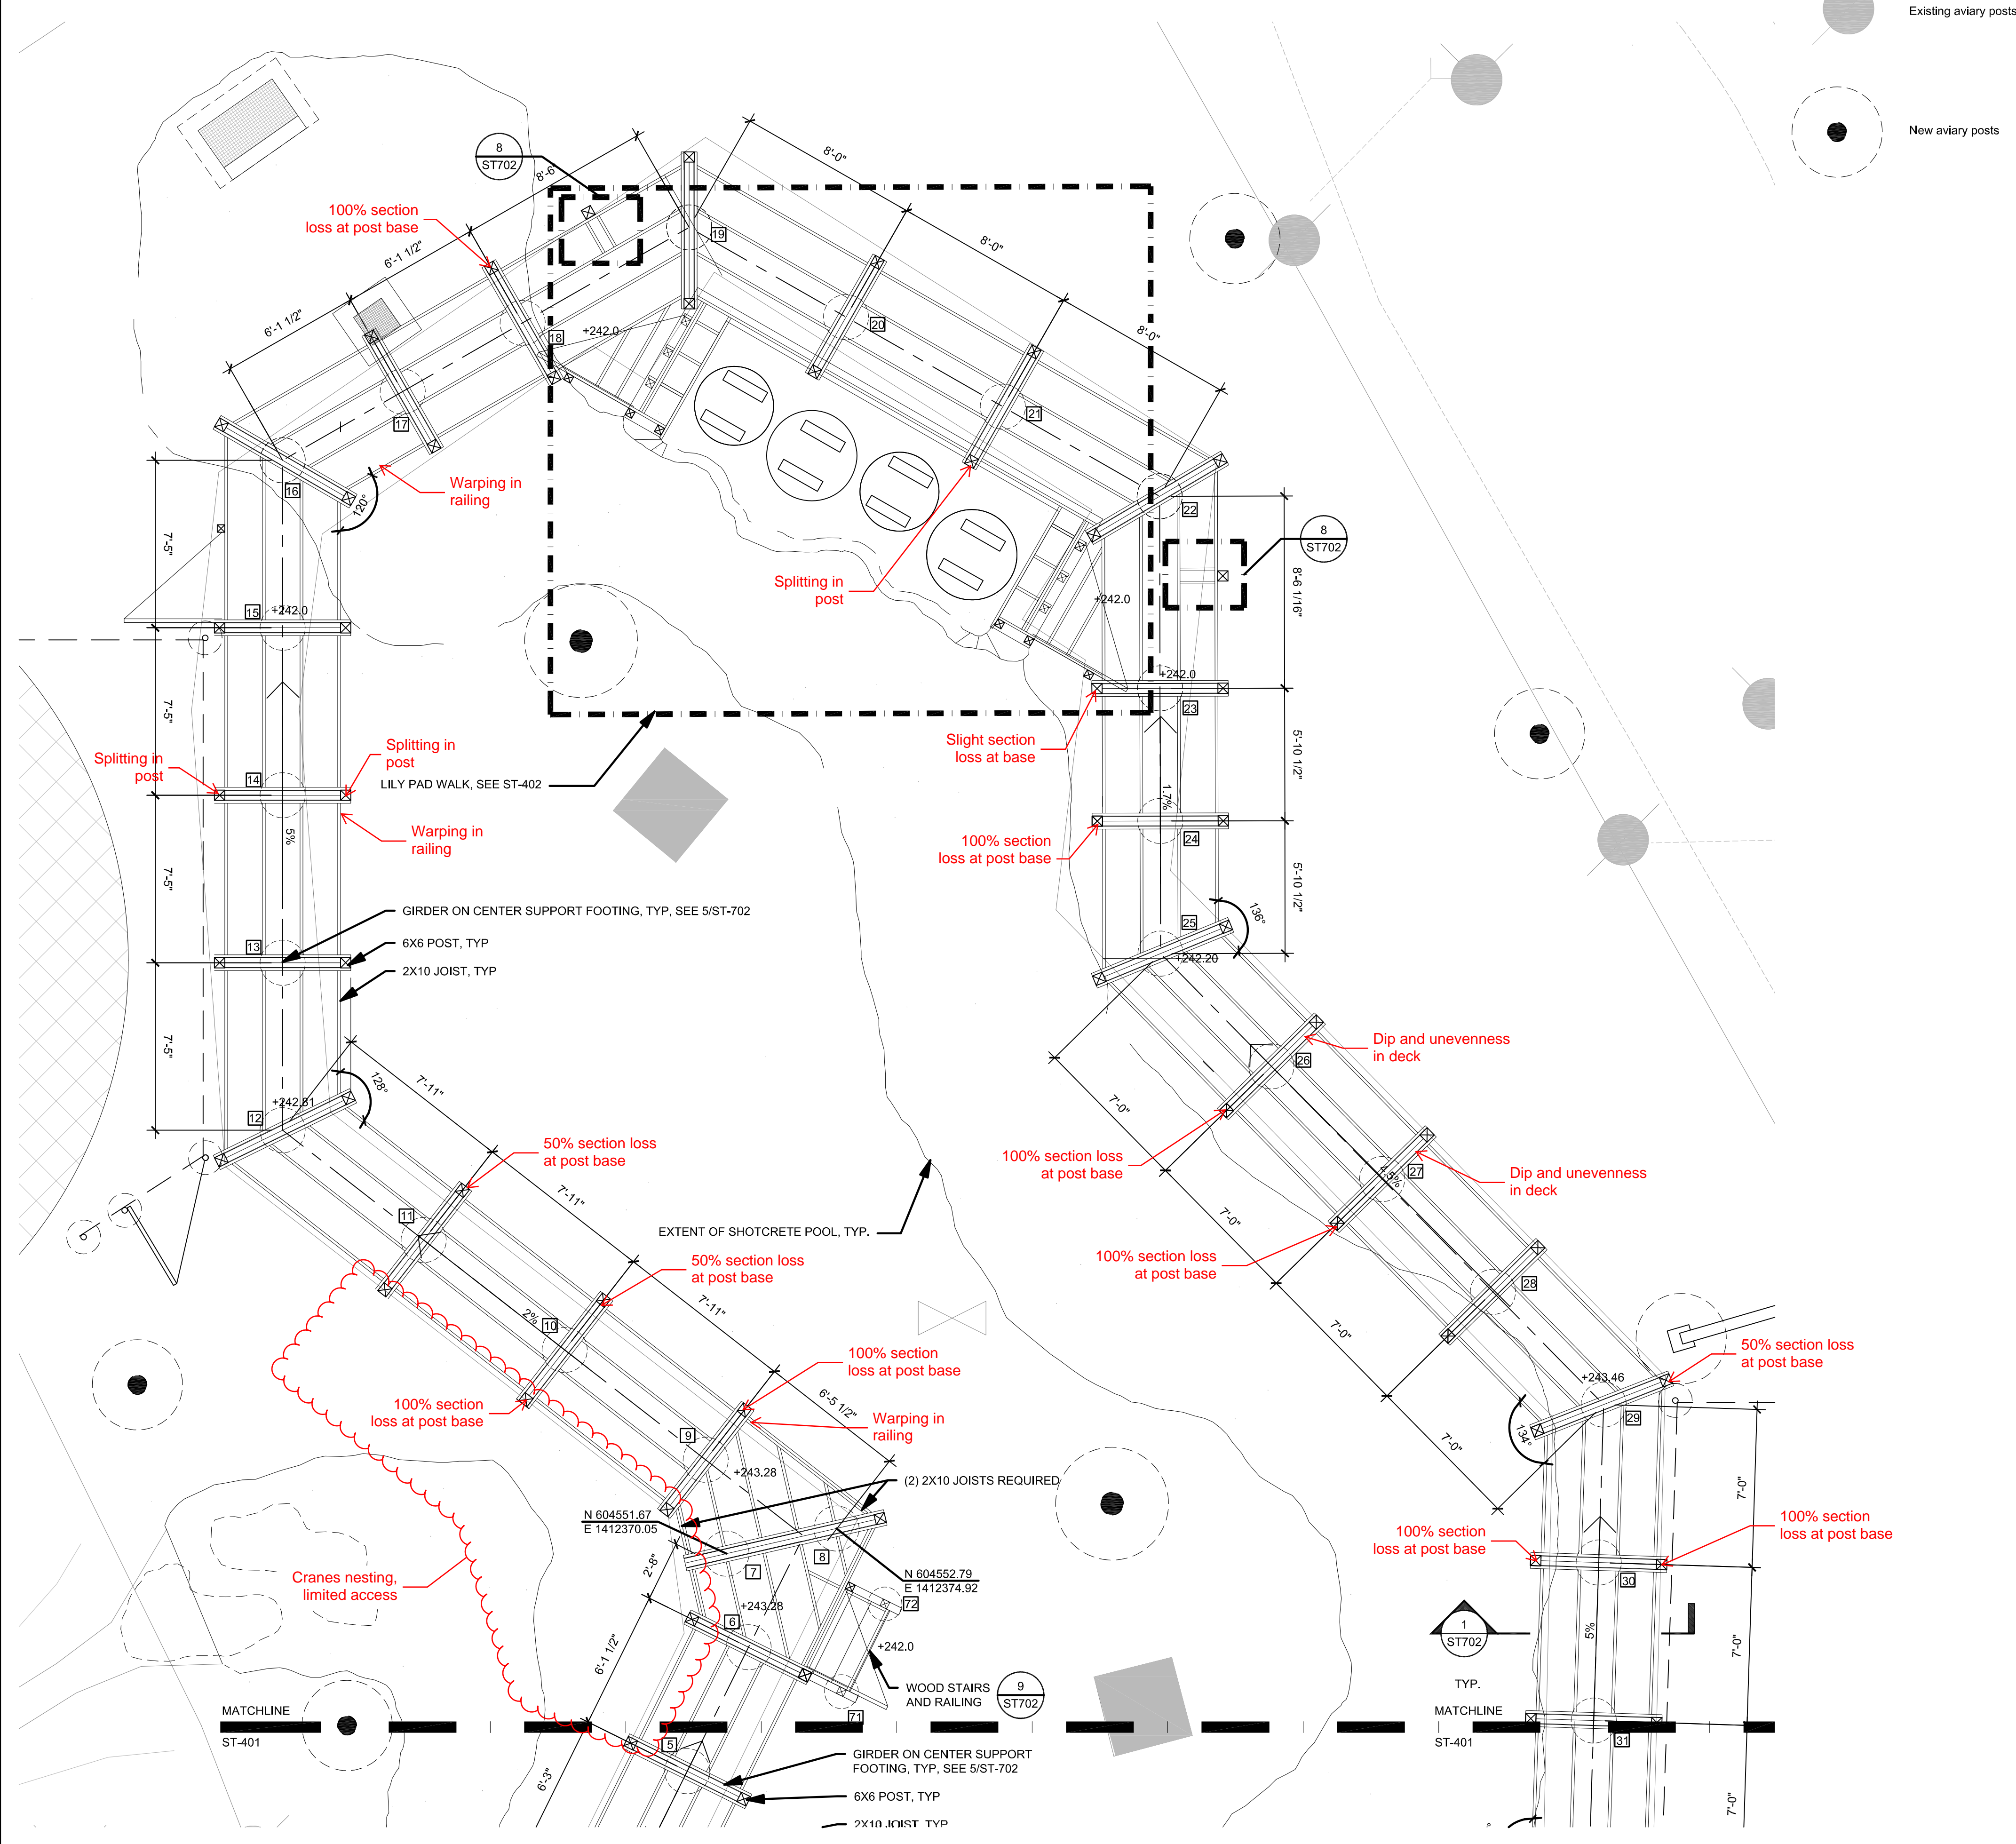 Existing aviary posts
New aviary posts
8
ST702
8'-6"
8'-0"
100% section
loss at post base
6'-1 1/2"
19
8'-0"
6'-1 1/2"
18
+242.0
20
8'-0"
17
21
Warping in
railing
16
120°
22
8
ST702
7'-5"
Splitting in
post
8'-6 1/16"
15
+242.0
+242.0
+242.0
23
7'-5"
Slight section
loss at base
5'-10 1/2"
Splitting in
post
Splitting in
post
14
LILY PAD WALK, SEE ST-402
1.7%
5%
Warping in
railing
24
100% section
loss at post base
7'-5"
5'-10 1/2"
GIRDER ON CENTER SUPPORT FOOTING, TYP, SEE 5/ST-702
25
136°
13
6X6 POST, TYP
2X10 JOIST, TYP
+242.20
7'-5"
Dip and unevenness
in deck
26
128°
7'-11"
12
+242.81
7'-0"
50% section loss
at post base
100% section loss
at post base
27
4.5%
Dip and unevenness
in deck
7'-11"
11
EXTENT OF SHOTCRETE POOL, TYP.
7'-0"
50% section loss
at post base
100% section loss
at post base
28
7'-11"
2%
10
7'-0"
100% section
loss at post base
50% section loss
at post base
+243.46
100% section
loss at post base
6'-5 1/2"
Warping in
railing
29
134°
9
7'-0"
+243.28
(2) 2X10 JOISTS REQUIRED
7'-0"
N 604551.67
E 1412370.05
100% section
loss at post base
100% section
loss at post base
2'-8"
8
7
N 604552.79
E 1412374.92
Cranes nesting,
limited access
30
+243.28
72
6
1
ST702
5%
7'-0"
+242.0
6'-1 1/2"
WOOD STAIRS
AND RAILING
9
ST702
TYP.
MATCHLINE
MATCHLINE
71
ST-401
5
ST-401
31
GIRDER ON CENTER SUPPORT
FOOTING, TYP, SEE 5/ST-702
6'-3"
6X6 POST, TYP
7'-0"
2X10 JOIST, TYP